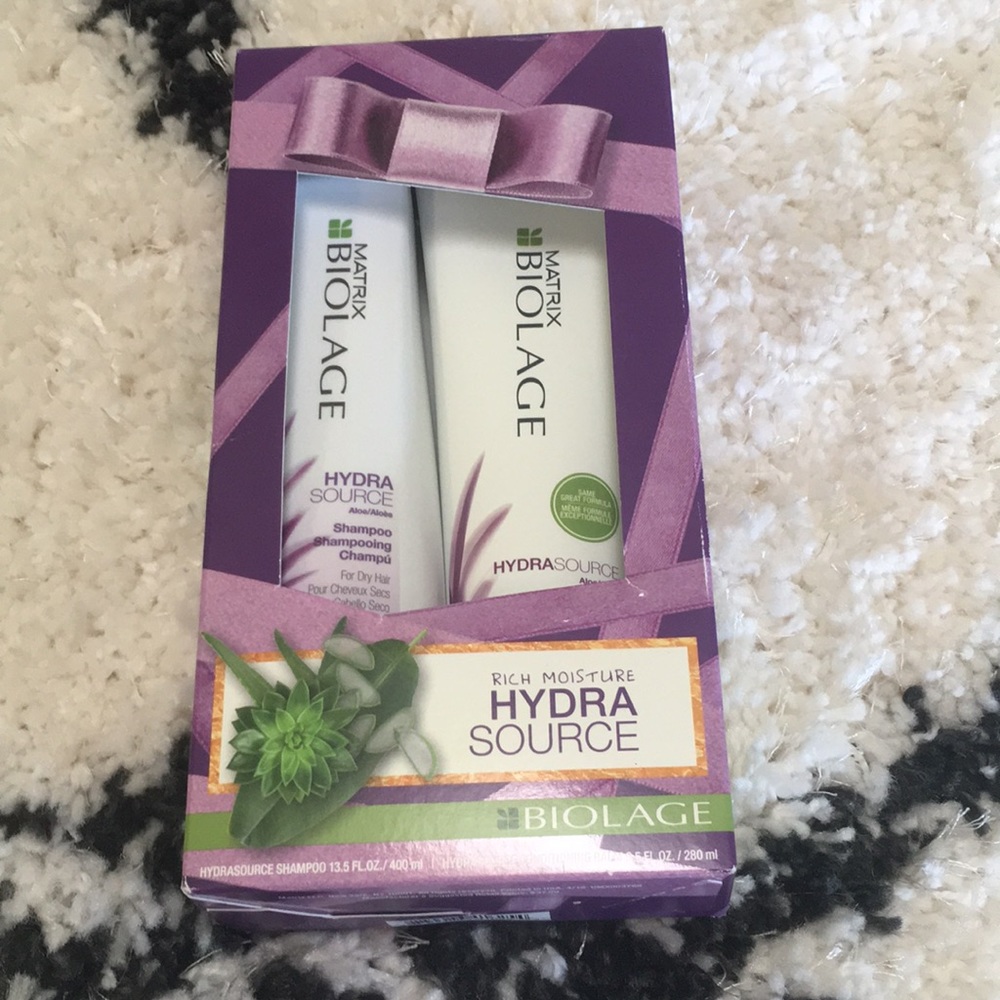 MATRIX
BIOLAGE
HYDRA
SOURCE
Aloe/Aloès
Shampoo
Shampooing
Champú
For Dry Hair
Pour Cheveux Secs
Cabello Seco
MATRIX
BIOLAGE
SAME
GREAT FORMULA
MÊME FORMULE
EXCEPTIONNELLE
HYDRASOURCE
RICH MOISTURE
HYDRA
SOURCE
BIOLAGE
HYDRASOURCE SHAMPOO 13.5 FL.OZ. / 400 ml | FL. OZ. / 280 ml